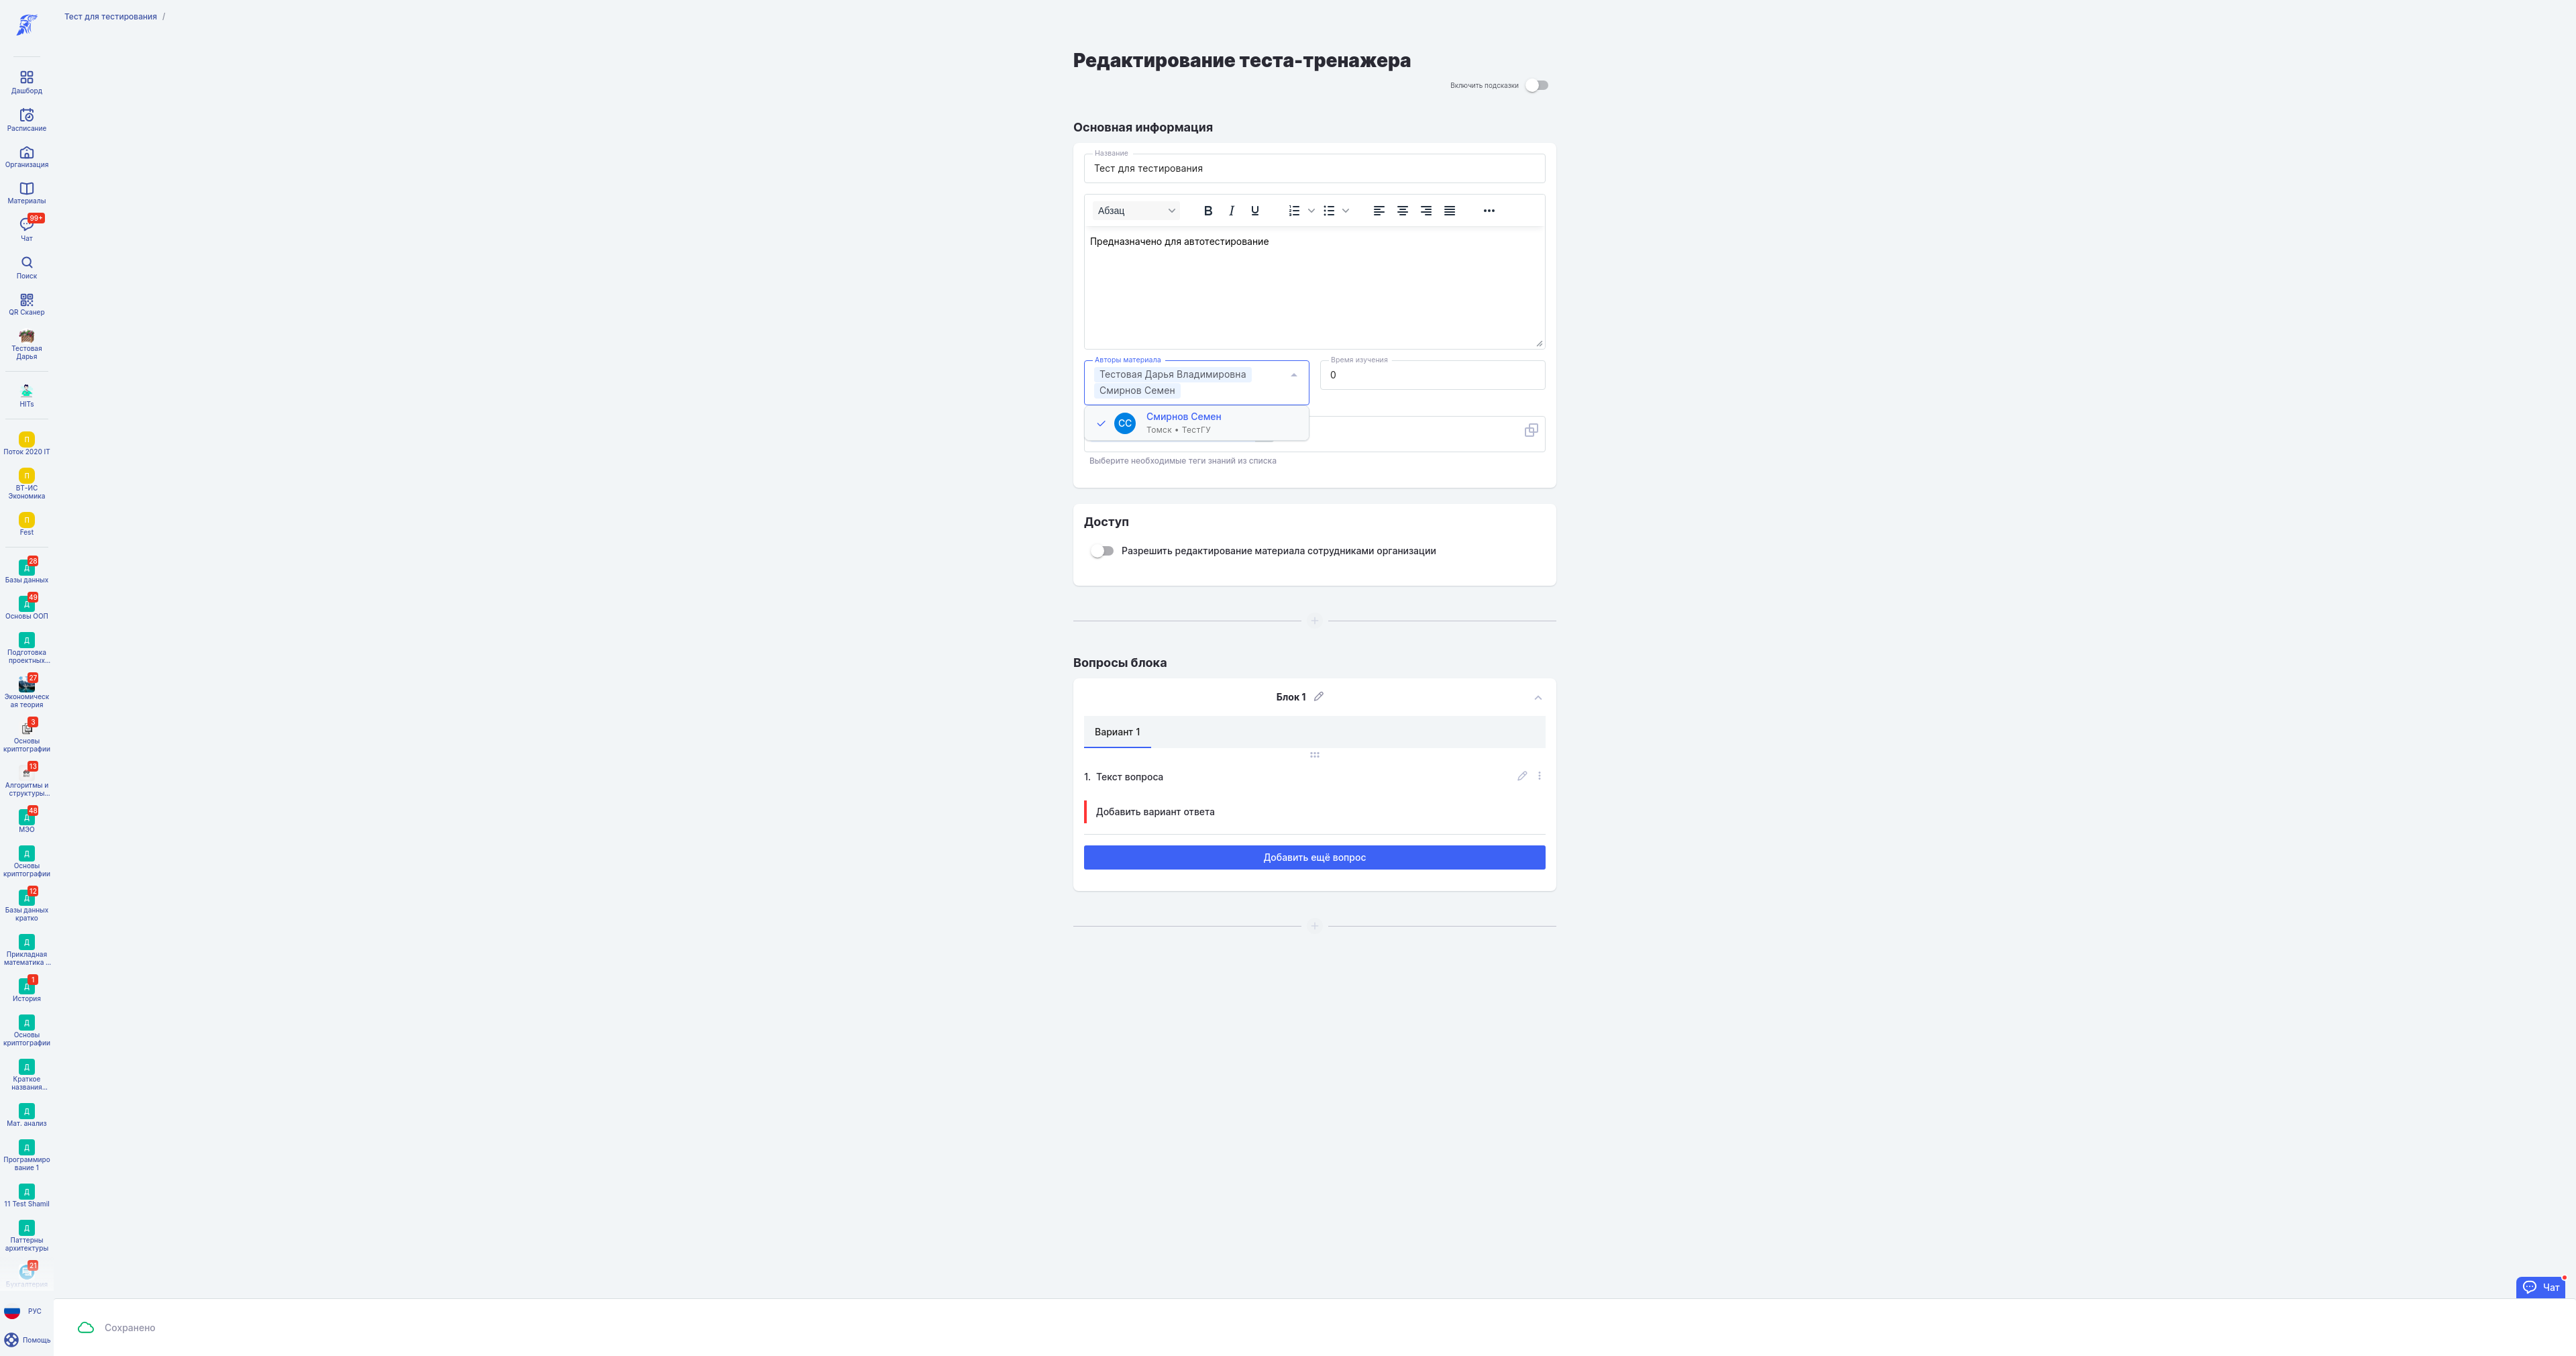 Тест для тестирования /
Дашборд
Расписание
Организация
Материалы
99+
Чат
Поиск
QR Сканер
Тестовая
Дарья
HITs
П
Поток 2020 IT
П
ВТ-ИС
Экономика
П
Fest
28
Д
Базы данных
49
Д
Основы ООП
Д
Подготовка
проектных...
27
Экономическ
ая теория
3
Основы
криптографии
13
Алгоритмы и
структуры...
48
Д
МЭО
Д
Основы
криптографии
12
Д
Базы данных
кратко
Д
Прикладная
математика ...
1
Д
История
Д
Основы
криптографии
Д
Краткое
названия...
Д
Мат. анализ
Д
Программиро
вание 1
Д
11 Test Shamil
Д
Паттерны
архитектуры
21
Бухгалтерия
РУС
Помощь
Редактирование теста-тренажера
Включить подсказки
Основная информация
Название
Тест для тестирования
Абзац
Предназначено для автотестирование
Авторы материала
Тестовая Дарья Владимировна
Смирнов Семен
Время изучения
0
СС
Смирнов Семен
Томск • ТестГУ
Выберите необходимые теги знаний из списка
Доступ
Разрешить редактирование материала сотрудниками организации
Вопросы блока
Блок 1
Вариант 1
1. Текст вопроса
Добавить вариант ответа
Добавить ещё вопрос
Чат
Сохранено